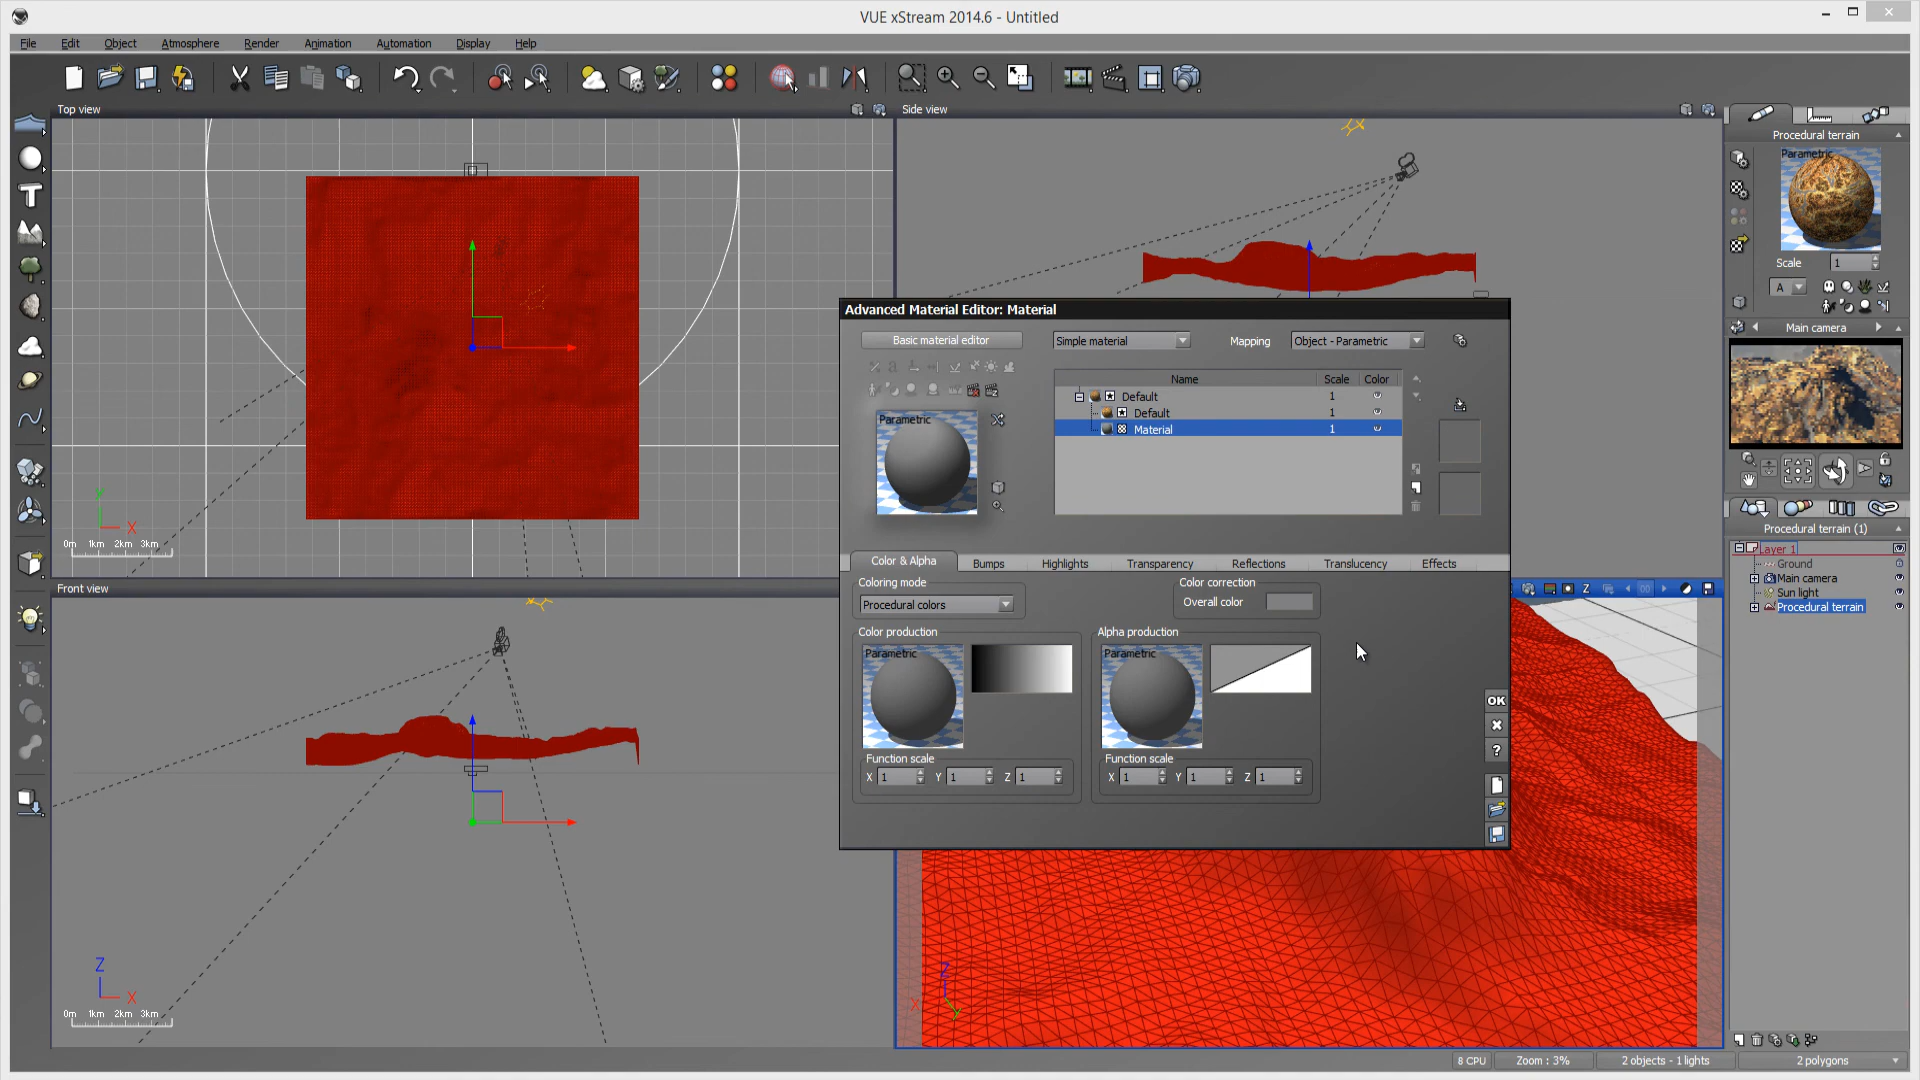 VUE xStream 2014.6 - Untitled
File Edit Object Atmosphere Render Animation Automation Display Help
Top view
Side view
Y
X
0m 1km 2km 3km
Front view
Z
X
0m 1km 2km 3km
Advanced Material Editor: Material
Basic material editor
Simple material
Mapping
Object - Parametric
Parametric
Name Scale Color
Default 1
Default 1
Material 1
Color & Alpha Bumps Highlights Transparency Reflections Translucency Effects
Coloring mode
Procedural colors
Color correction
Overall color
Color production
Parametric
Function scale
X 1 Y 1 Z 1
Alpha production
Parametric
Function scale
X 1 Y 1 Z 1
OK
?
Z
X
Y
Z
00
Procedural terrain
Parametric
Scale 1
A
Main camera
Procedural terrain (1)
Layer 1
Ground
Main camera
Sun light
Procedural terrain
8 CPU
Zoom : 3%
2 objects - 1 lights
2 polygons